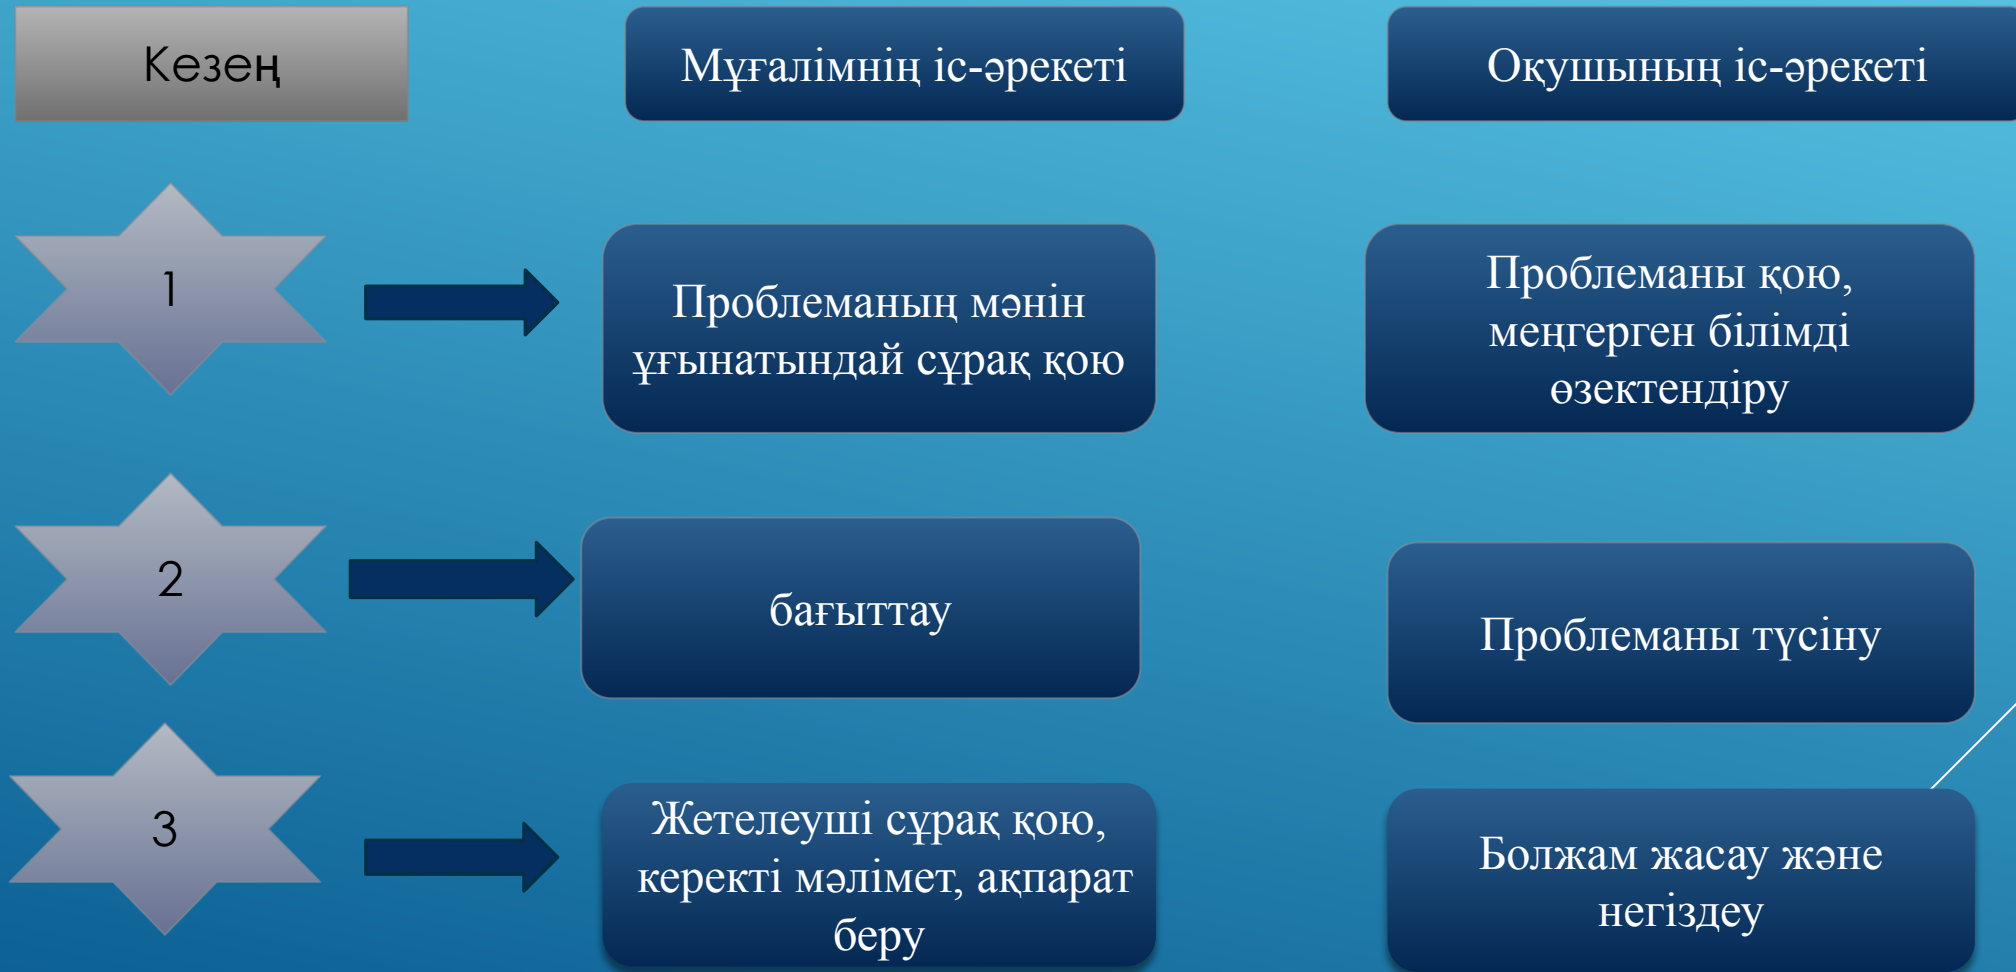 Кезең
Мұғалімнің іс-әрекеті
Оқушының іс-әрекеті
1
Проблеманың мәнін
ұғынатындай сұрақ қою
Проблеманы қою,
меңгерген білімді
өзектендіру
2
бағыттау
Проблеманы түсіну
3
Жетелеуші сұрақ қою,
керекті мәлімет, ақпарат
беру
Болжам жасау және
негіздеу